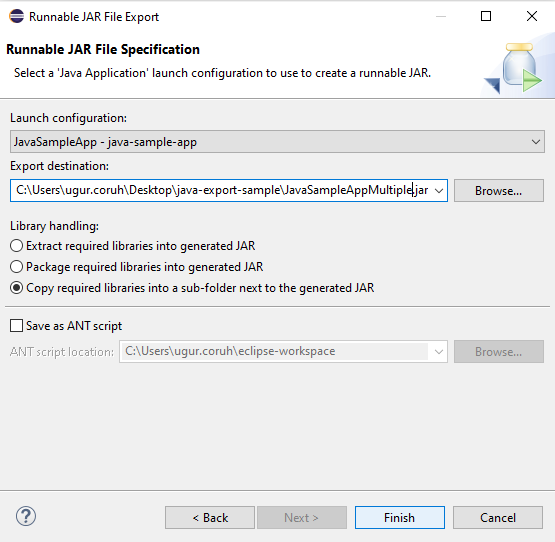 Runnable JAR File Export
Runnable JAR File Specification
Select a 'Java Application' launch configuration to use to create a runnable JAR.
Launch configuration:
JavaSampleApp - java-sample-app
Export destination:
C:\Users\ugur.coruh\Desktop\java-export-sample\JavaSampleAppMultiple.jar
Browse...
Library handling:
Extract required libraries into generated JAR
Package required libraries into generated JAR
Copy required libraries into a sub-folder next to the generated JAR
Save as ANT script
ANT script location: C:\Users\ugur.coruh\eclipse-workspace Browse...
? < Back Next > Finish Cancel